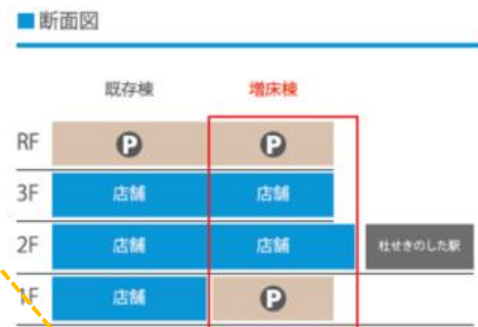 断面図
既存棟 増床棟
RF P P
3F 店舗 店舗
2F 店舗 店舗 杜せきのした駅
1F 店舗 P